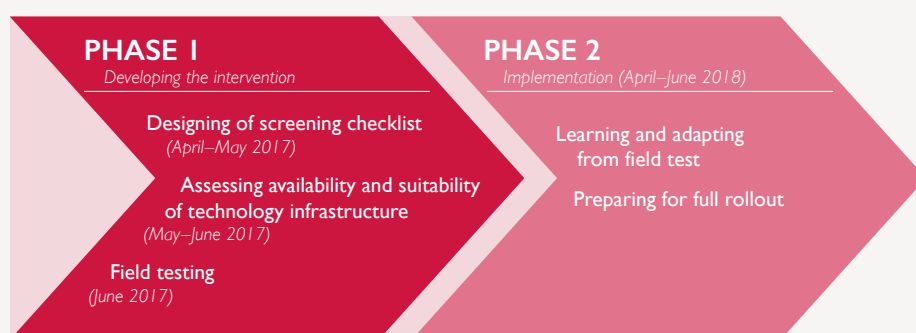 PHASE 1
Developing the intervention
Designing of screening checklist
(April–May 2017)
Assessing availability and suitability
of technology infrastructure
(May–June 2017)
Field testing
(June 2017)
PHASE 2
Implementation (April–June 2018)
Learning and adapting
from field test
Preparing for full rollout